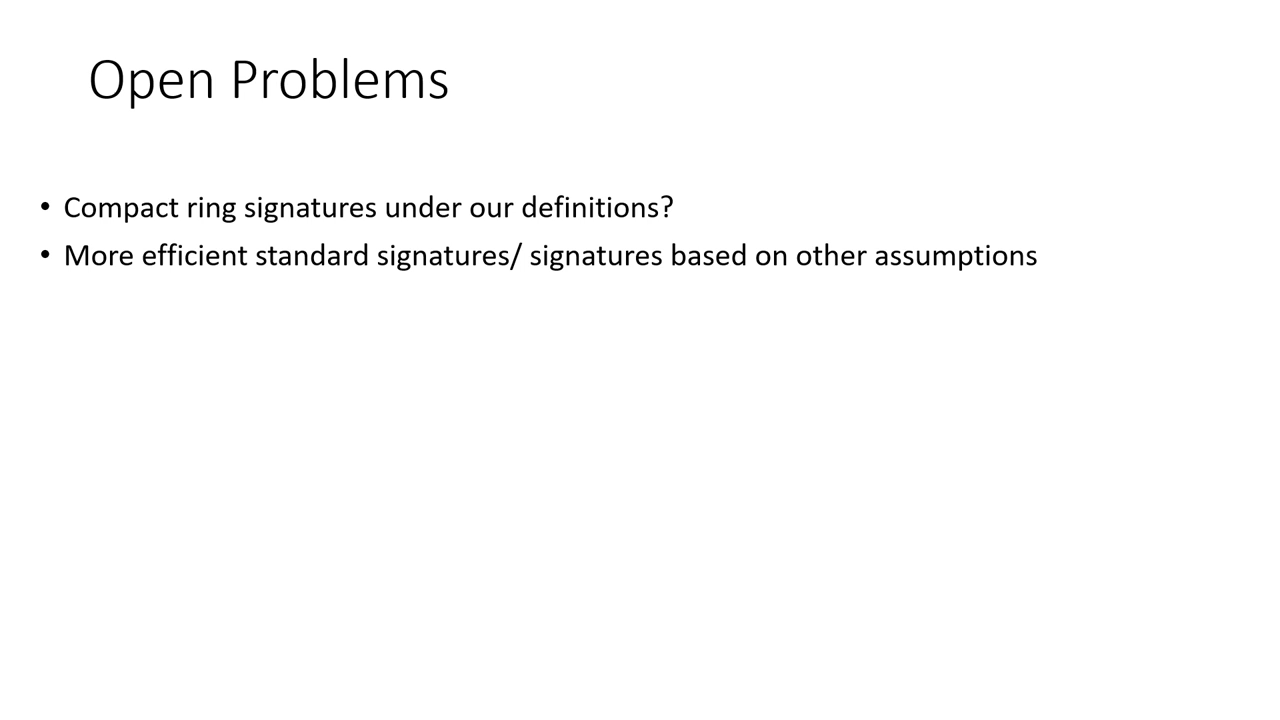 Open Problems
• Compact ring signatures under our definitions?
• More efficient standard signatures/ signatures based on other assumptions